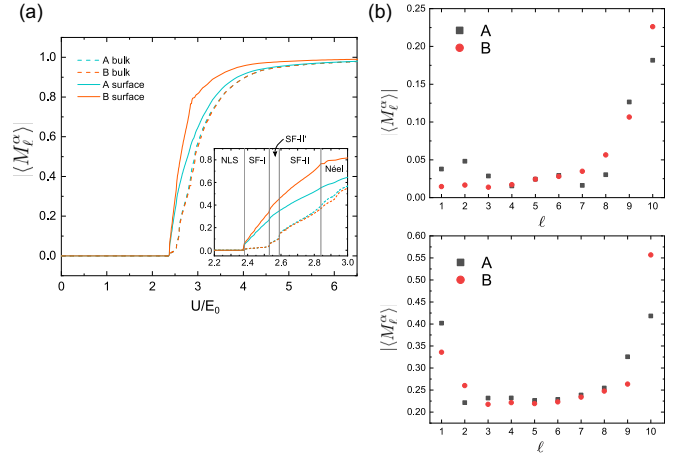 (a)
1.0
0.8
0.6
0.4
0.2
0.0
|⟨M_ℓ^α⟩|
A bulk
B bulk
A surface
B surface
SF-II'
NLS
SF-I
SF-II
Néel
0.8
0.6
0.4
0.2
0.0
2.2 2.4 2.6 2.8 3.0
0 1 2 3 4 5 6
U/E₀
(b)
0.25
0.20
0.15
0.10
0.05
0.00
|⟨M_ℓ^α⟩|
A
B
1 2 3 4 5 6 7 8 9 10
ℓ
0.60
0.55
0.50
0.45
0.40
0.35
0.30
0.25
0.20
|⟨M_ℓ^α⟩|
A
B
1 2 3 4 5 6 7 8 9 10
ℓ